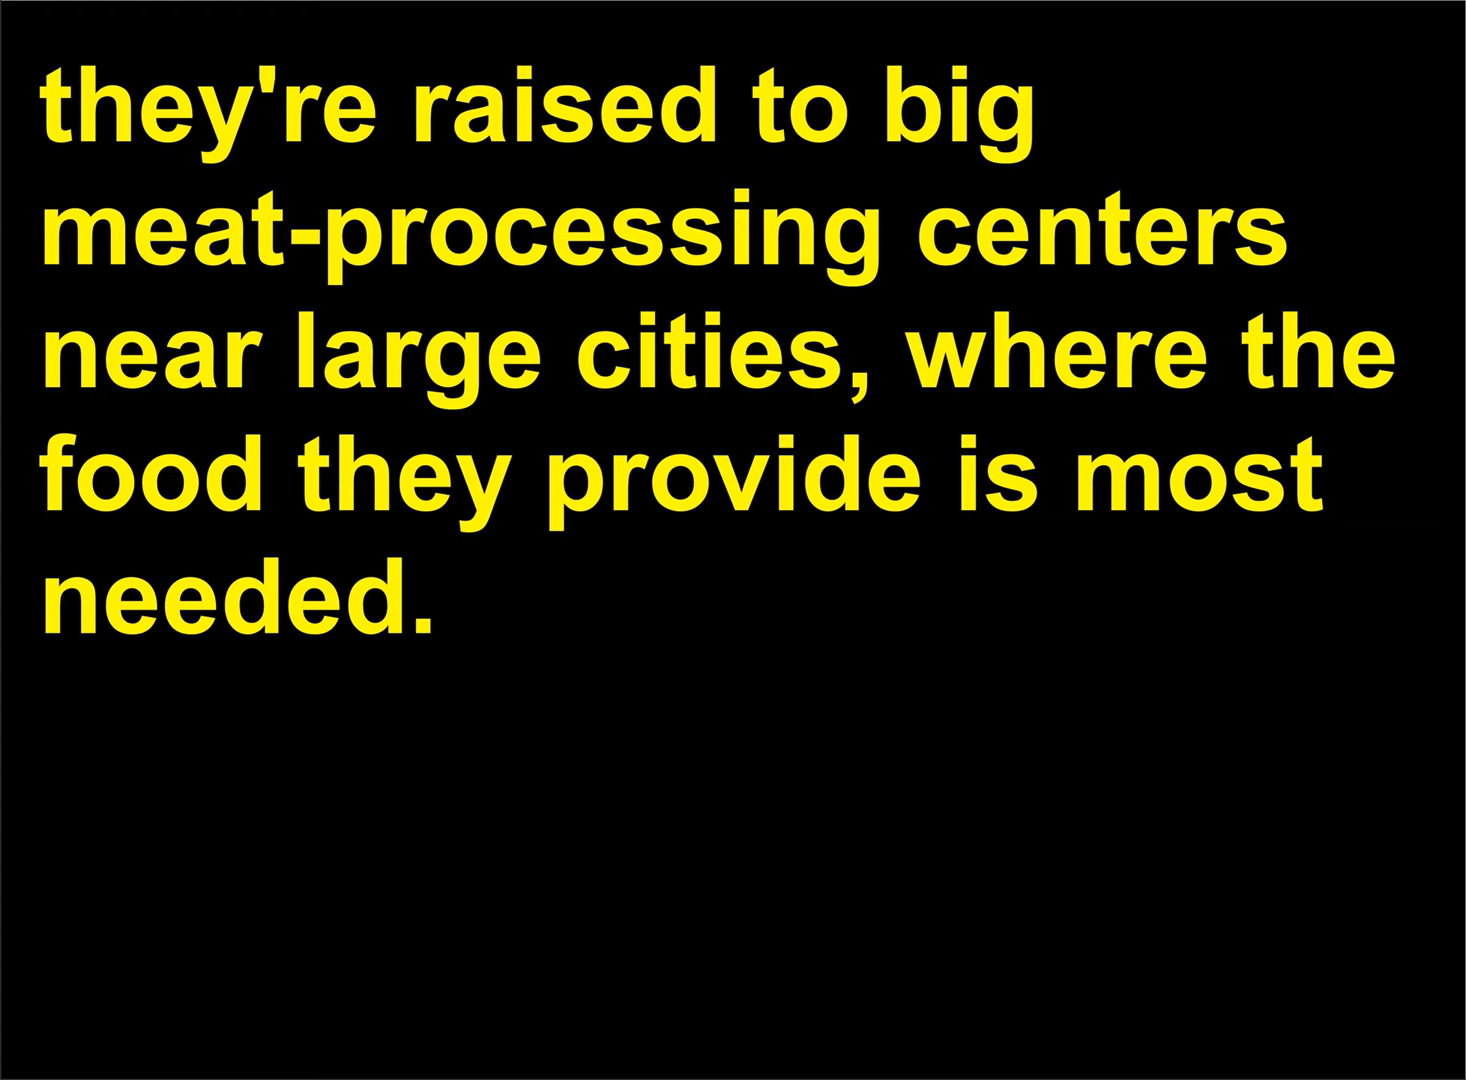 they're raised to big
meat-processing centers
near large cities, where the
food they provide is most
needed.